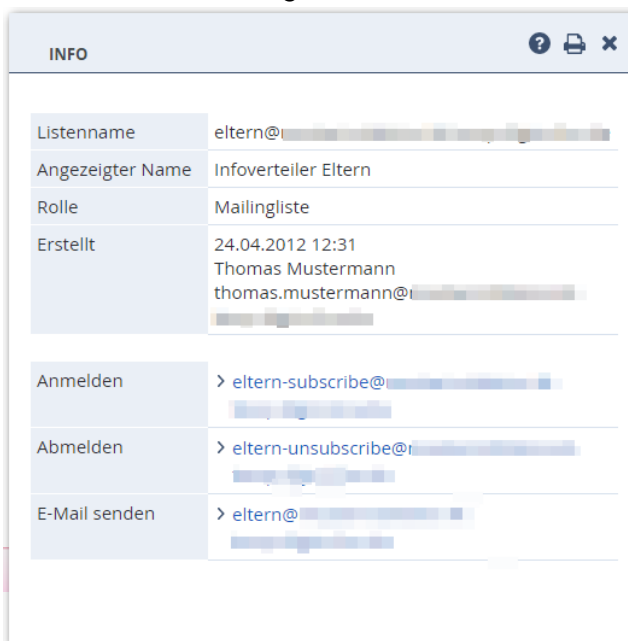 INFO
Listenname eltern@
Angezeigter Name Infoverteiler Eltern
Rolle Mailingliste
Erstellt 24.04.2012 12:31
Thomas Mustermann
thomas.mustermann@
Anmelden > eltern-subscribe@
Abmelden > eltern-unsubscribe@
E-Mail senden > eltern@